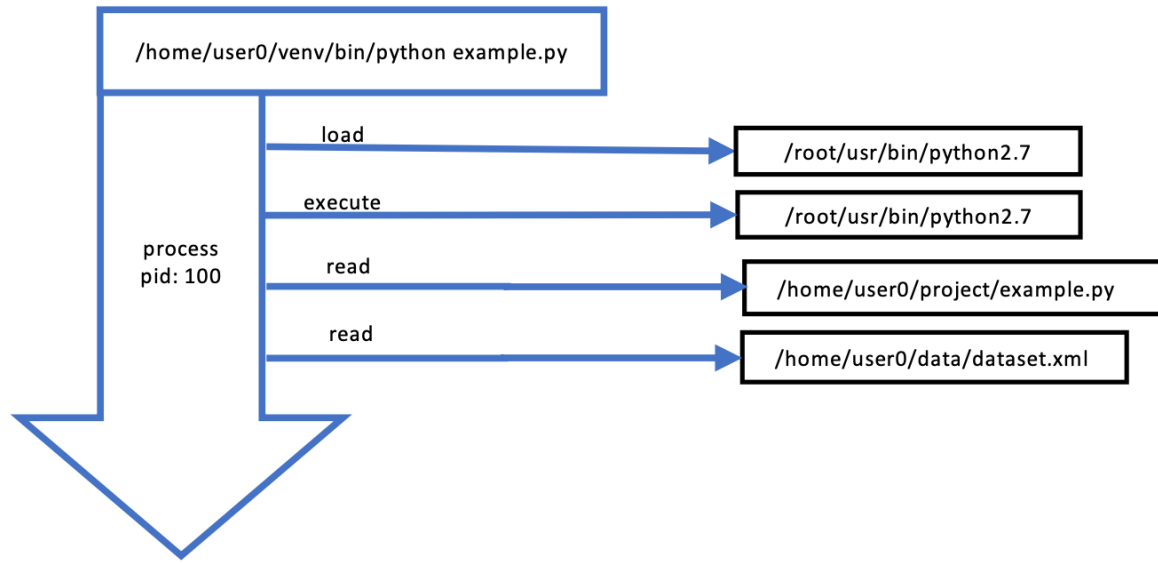 /home/user0/venv/bin/python example.py
load
/root/usr/bin/python2.7
execute
/root/usr/bin/python2.7
process
pid: 100
read
/home/user0/project/example.py
read
/home/user0/data/dataset.xml